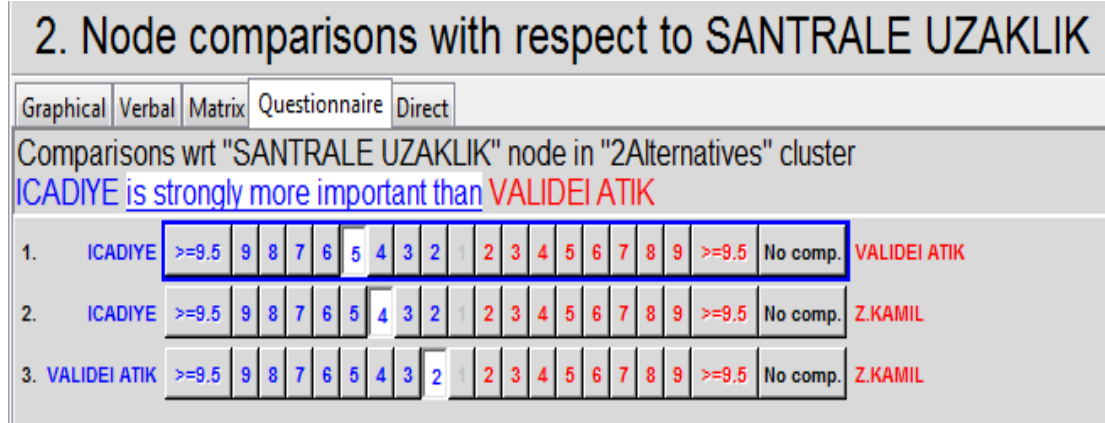 2. Node comparisons with respect to SANTRALE UZAKLIK
Graphical Verbal Matrix Questionnaire Direct
Comparisons wrt "SANTRALE UZAKLIK" node in "2Alternatives" cluster
ICADIYE is strongly more important than VALIDEI ATIK
1. ICADIYE >=9.5 9 8 7 6 5 4 3 2 1 2 3 4 5 6 7 8 9 >=9.5 No comp. VALIDEI ATIK
2. ICADIYE >=9.5 9 8 7 6 5 4 3 2 1 2 3 4 5 6 7 8 9 >=9.5 No comp. Z.KAMIL
3. VALIDEI ATIK >=9.5 9 8 7 6 5 4 3 2 1 2 3 4 5 6 7 8 9 >=9.5 No comp. Z.KAMIL